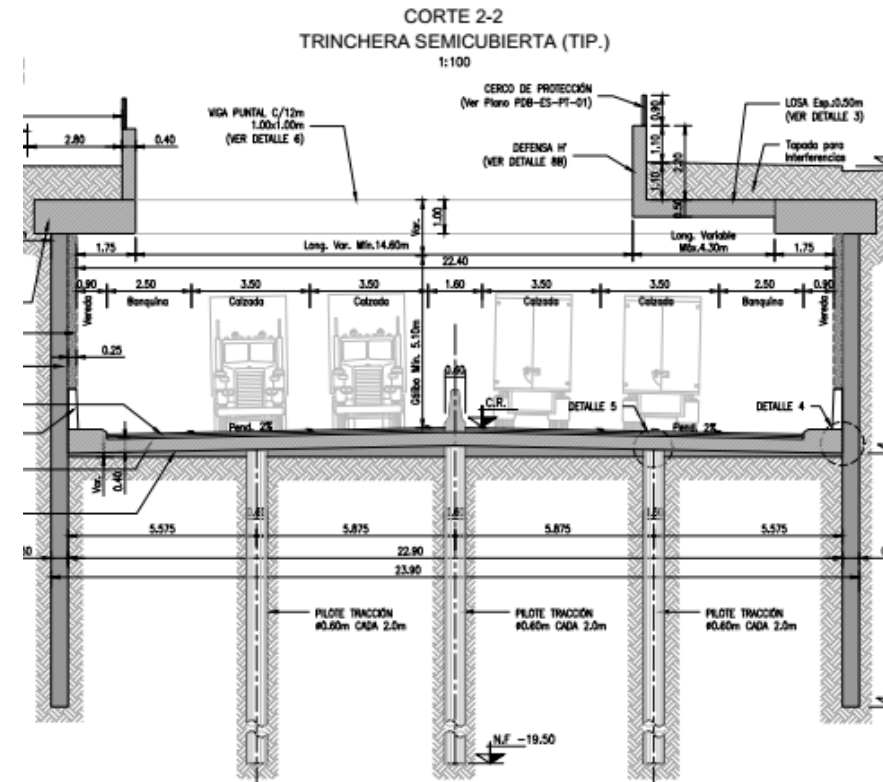 CORTE 2-2
TRINCHERA SEMICUBIERTA (TIP.)
1:100
CERCO DE PROTECCIÓN
(Ver Plano PDB-ES-PT-01)
0.90
VIGA PUNTAL C/12m
1.00x1.00m
(VER DETALLE 6)
LOSA Esp.:0.50m
(VER DETALLE 3)
2.80
0.40
DEFENSA H'
(VER DETALLE 8B)
1.10
2.20
Tapada para
Interferencias
1.10
0.50
Var.
1.00
1.75
Long. Var. Mín.14.60m
Long. Variable
Máx.4.30m
1.75
22.40
0.90
2.50
3.50
3.50
1.60
3.50
3.50
2.50
0.90
Vereda
Banquina
Calzada
Calzada
Calzada
Calzada
Banquina
Vereda
Gálibo Mín. 5.10m
0.25
0.60
C.R.
DETALLE 5
DETALLE 4
Pend. 2%
Pend. 2%
Var.
0.40
0.60
0.60
0.60
5.575
5.875
5.875
5.575
22.90
23.90
PILOTE TRACCIÓN
ø0.60m CADA 2.0m
PILOTE TRACCIÓN
ø0.60m CADA 2.0m
PILOTE TRACCIÓN
ø0.60m CADA 2.0m
N.F -19.50